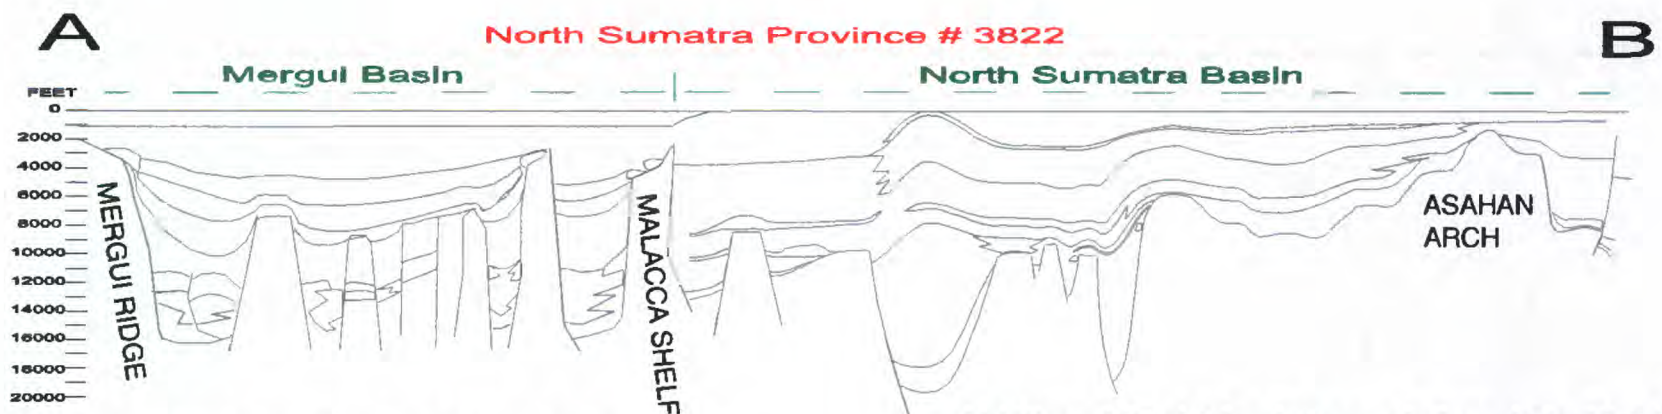 A
North Sumatra Province # 3822
B
Mergui Basin
North Sumatra Basin
FEET
0
2000
4000
6000
8000
10000
12000
14000
16000
18000
20000
MERGUI RIDGE
MALACCA SHELF
ASAHAN
ARCH